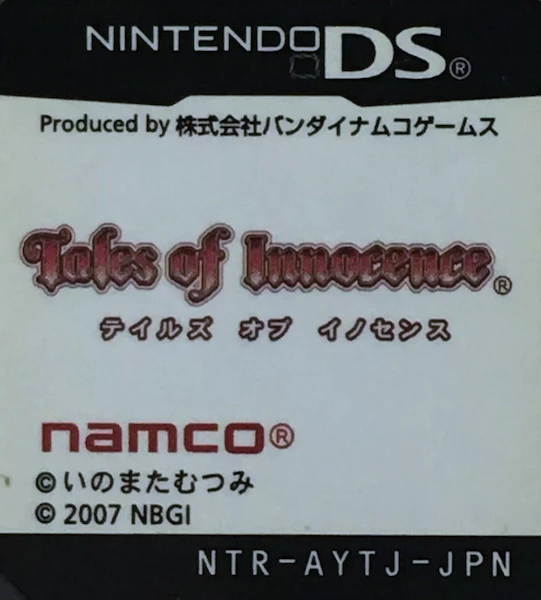 NINTENDO DS®
Produced by 株式会社バンダイナムコゲームス
Tales of Innocence®
テイルズ オブ イノセンス
namco®
©いのまたむつみ
© 2007 NBGI
NTR-AYTJ-JPN